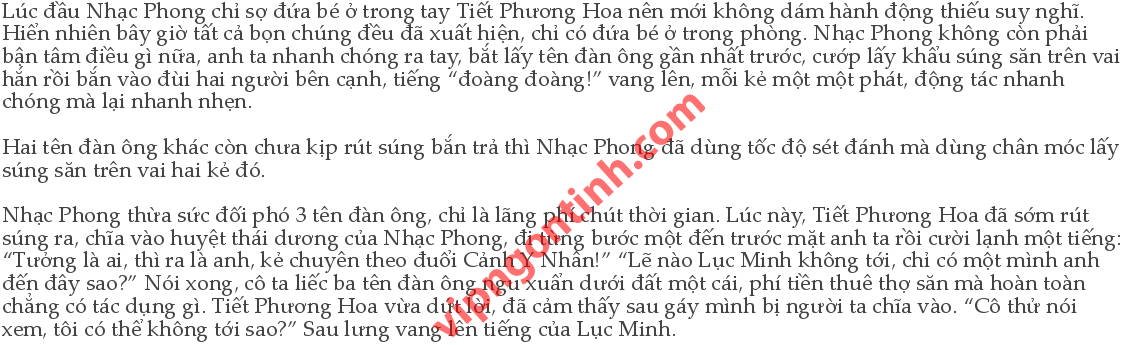 Lúc đầu Nhạc Phong chỉ sợ đứa bé ở trong tay Tiết Phương Hoa nên mới không dám hành động thiếu suy nghĩ.
Hiển nhiên bây giờ tất cả bọn chúng đều đã xuất hiện, chỉ có đứa bé ở trong phòng. Nhạc Phong không còn phải
bận tâm điều gì nữa, anh ta nhanh chóng ra tay, bắt lấy tên đàn ông gần nhất trước, cướp lấy khẩu súng săn trên vai
hắn rồi bắn vào đùi hai người bên cạnh, tiếng “đoàng đoàng!” vang lên, mỗi kẻ một một phát, động tác nhanh
chóng mà lại nhanh nhẹn.
Hai tên đàn ông khác còn chưa kịp rút súng bắn trả thì Nhạc Phong đã dùng tốc độ sét đánh mà dùng chân móc lấy
súng săn trên vai hai kẻ đó.
Nhạc Phong thừa sức đối phó 3 tên đàn ông, chỉ là lãng phí chút thời gian. Lúc này, Tiết Phương Hoa đã sớm rút
súng ra, chĩa vào huyệt thái dương của Nhạc Phong, đi từng bước một đến trước mặt anh ta rồi cười lạnh một tiếng:
“Tưởng là ai, thì ra là anh, kẻ chuyên theo đuổi Cảnh Y Nhân!” “Lẽ nào Lục Minh không tới, chỉ có một mình anh
đến đây sao?” Nói xong, cô ta liếc ba tên đàn ông ngu xuẩn dưới đất một cái, phí tiền thuê thợ săn mà hoàn toàn
chẳng có tác dụng gì. Tiết Phương Hoa vừa dứt lời, đã cảm thấy sau gáy mình bị người ta chĩa vào. “Cô thử nói
xem, tôi có thể không tới sao?” Sau lưng vang lên tiếng của Lục Minh.
vipngontinh.com